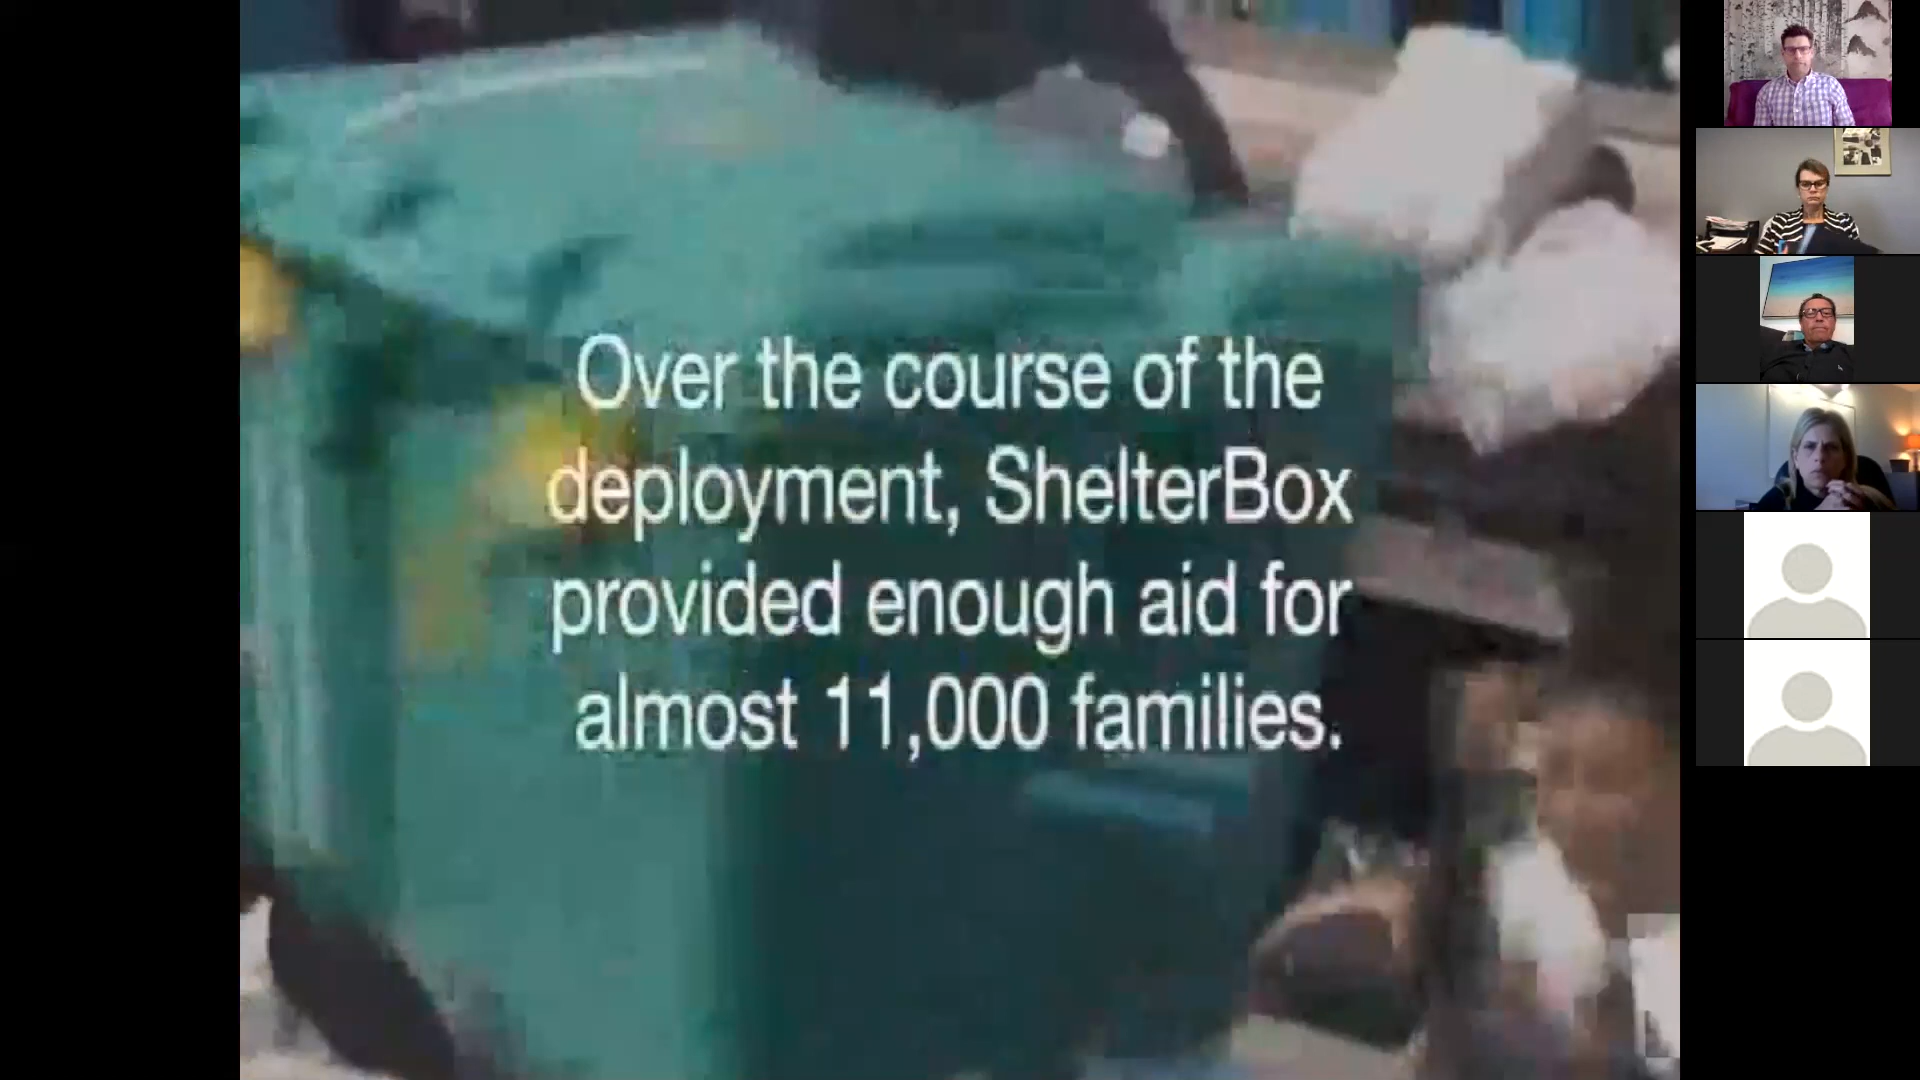 Over the course of the
deployment, ShelterBox
provided enough aid for
almost 11,000 families.